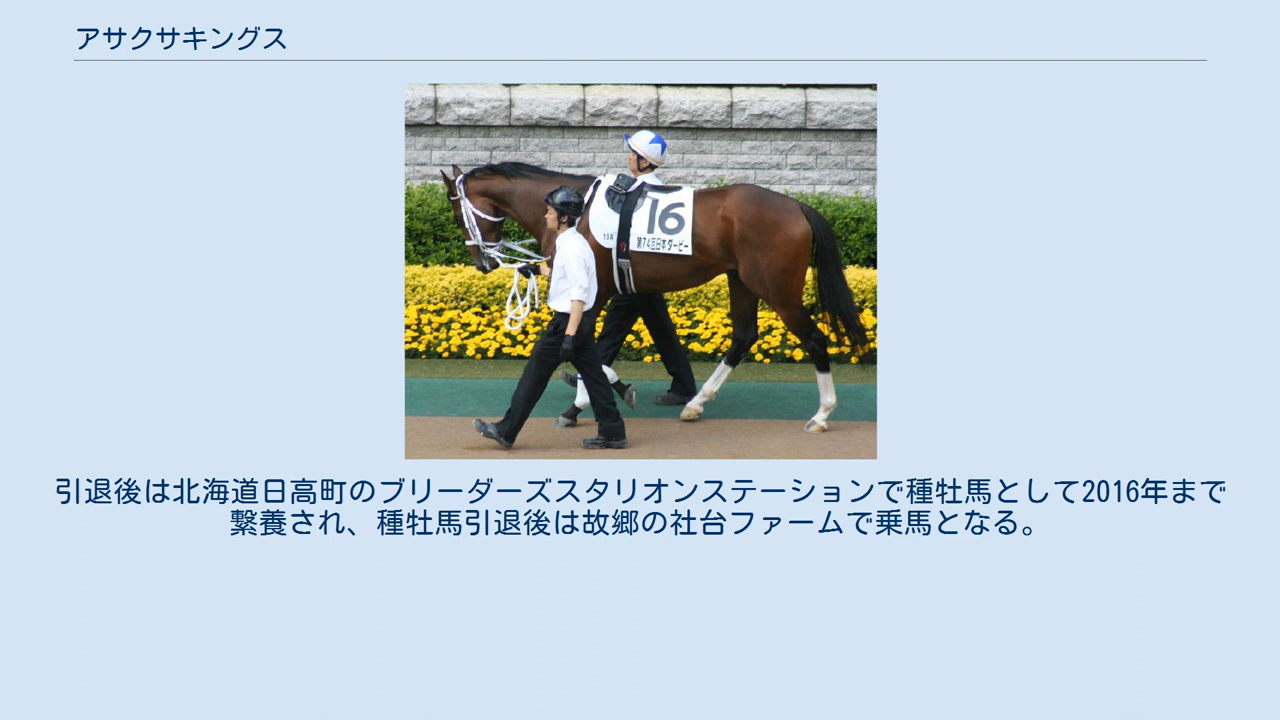 アサクサキングス
16
10R
第74回日本ダービー
引退後は北海道日高町のブリーダーズスタリオンステーションで種牡馬として2016年まで
繋養され、種牡馬引退後は故郷の社台ファームで乗馬となる。